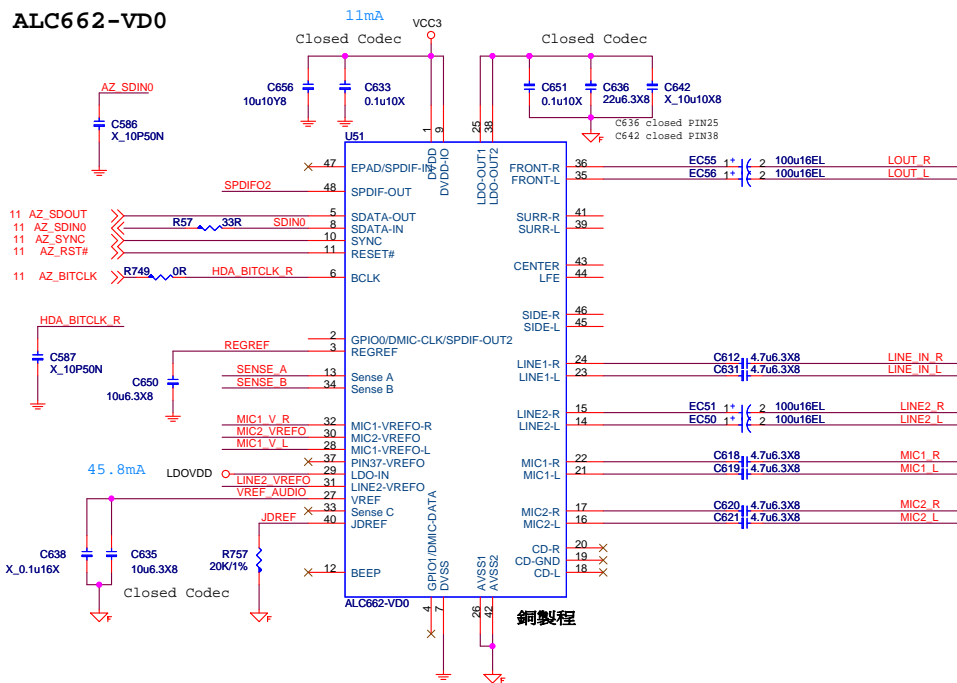 ALC662-VD0
11mA
VCC3
Closed Codec
Closed Codec
AZ_SDIN0
C586
X_10P50N
C656
10u10Y8
C633
0.1u10X
C651
0.1u10X
C636
22u6.3X8
C642
X_10u10X8
C636 closed PIN25
C642 closed PIN38
U51
1
9
25
38
DVDD
DVDD-IO
LDO-OUT1
LDO-OUT2
F
47
EPAD/SPDIF-IN
SPDIFO2
48
SPDIF-OUT
11 AZ_SDOUT
5
SDATA-OUT
11 AZ_SDIN0
R57
33R
SDIN0
8
SDATA-IN
11 AZ_SYNC
10
SYNC
11 AZ_RST#
11
RESET#
11 AZ_BITCLK
R749
0R
HDA_BITCLK_R
6
BCLK
HDA_BITCLK_R
C587
X_10P50N
2
GPIO0/DMIC-CLK/SPDIF-OUT2
REGREF
3
REGREF
C650
10u6.3X8
SENSE_A
13
Sense A
SENSE_B
34
Sense B
MIC1_V_R
32
MIC1-VREFO-R
MIC2_VREFO
30
MIC2-VREFO
MIC1_V_L
28
MIC1-VREFO-L
37
PIN37-VREFO
45.8mA
LDOVDD
29
LDO-IN
LINE2_VREFO
31
LINE2-VREFO
VREF_AUDIO
27
VREF
33
Sense C
JDREF
40
JDREF
C638
X_0.1u16X
C635
10u6.3X8
R757
20K/1%
Closed Codec
12
BEEP
F
F
FRONT-R
36
EC55
1
+
2
100u16EL
LOUT_R
FRONT-L
35
EC56
1
+
2
100u16EL
LOUT_L
SURR-R
41
SURR-L
39
CENTER
43
LFE
44
SIDE-R
46
SIDE-L
45
LINE1-R
24
C612
4.7u6.3X8
LINE_IN_R
LINE1-L
23
C631
4.7u6.3X8
LINE_IN_L
LINE2-R
15
EC51
1
+
2
100u16EL
LINE2_R
LINE2-L
14
EC50
1
+
2
100u16EL
LINE2_L
MIC1-R
22
C618
4.7u6.3X8
MIC1_R
MIC1-L
21
C619
4.7u6.3X8
MIC1_L
MIC2-R
17
C620
4.7u6.3X8
MIC2_R
MIC2-L
16
C621
4.7u6.3X8
MIC2_L
CD-R
20
CD-GND
19
CD-L
18
GPIO1/DMIC-DATA
DVSS
AVSS1
AVSS2
ALC662-VD0
4
7
26
42
銅製程
F